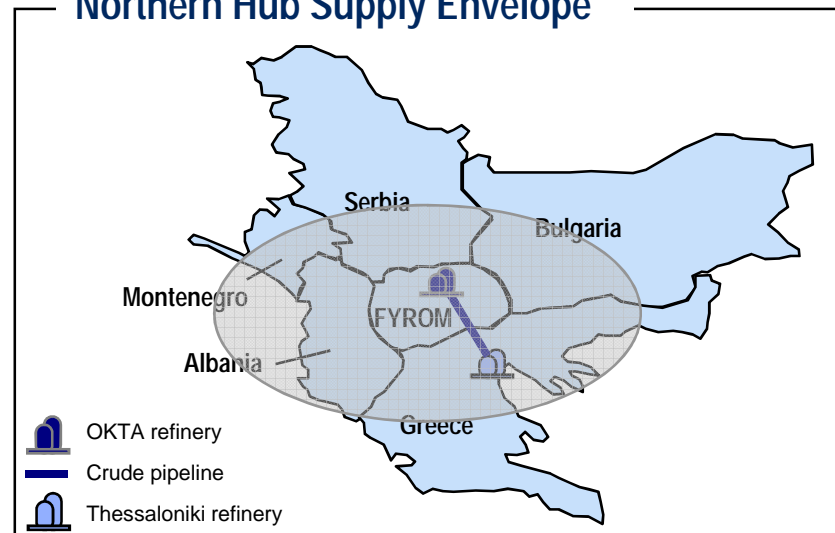 Northern Hub Supply Envelope
Serbia
Bulgaria
Montenegro
FYROM
Albania
Greece
OKTA refinery
Crude pipeline
Thessaloniki refinery